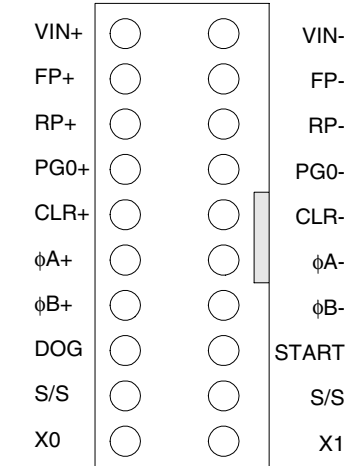 VIN+ VIN-
FP+ FP-
RP+ RP-
PG0+ PG0-
CLR+ CLR-
ϕA+ ϕA-
ϕB+ ϕB-
DOG START
S/S S/S
X0 X1